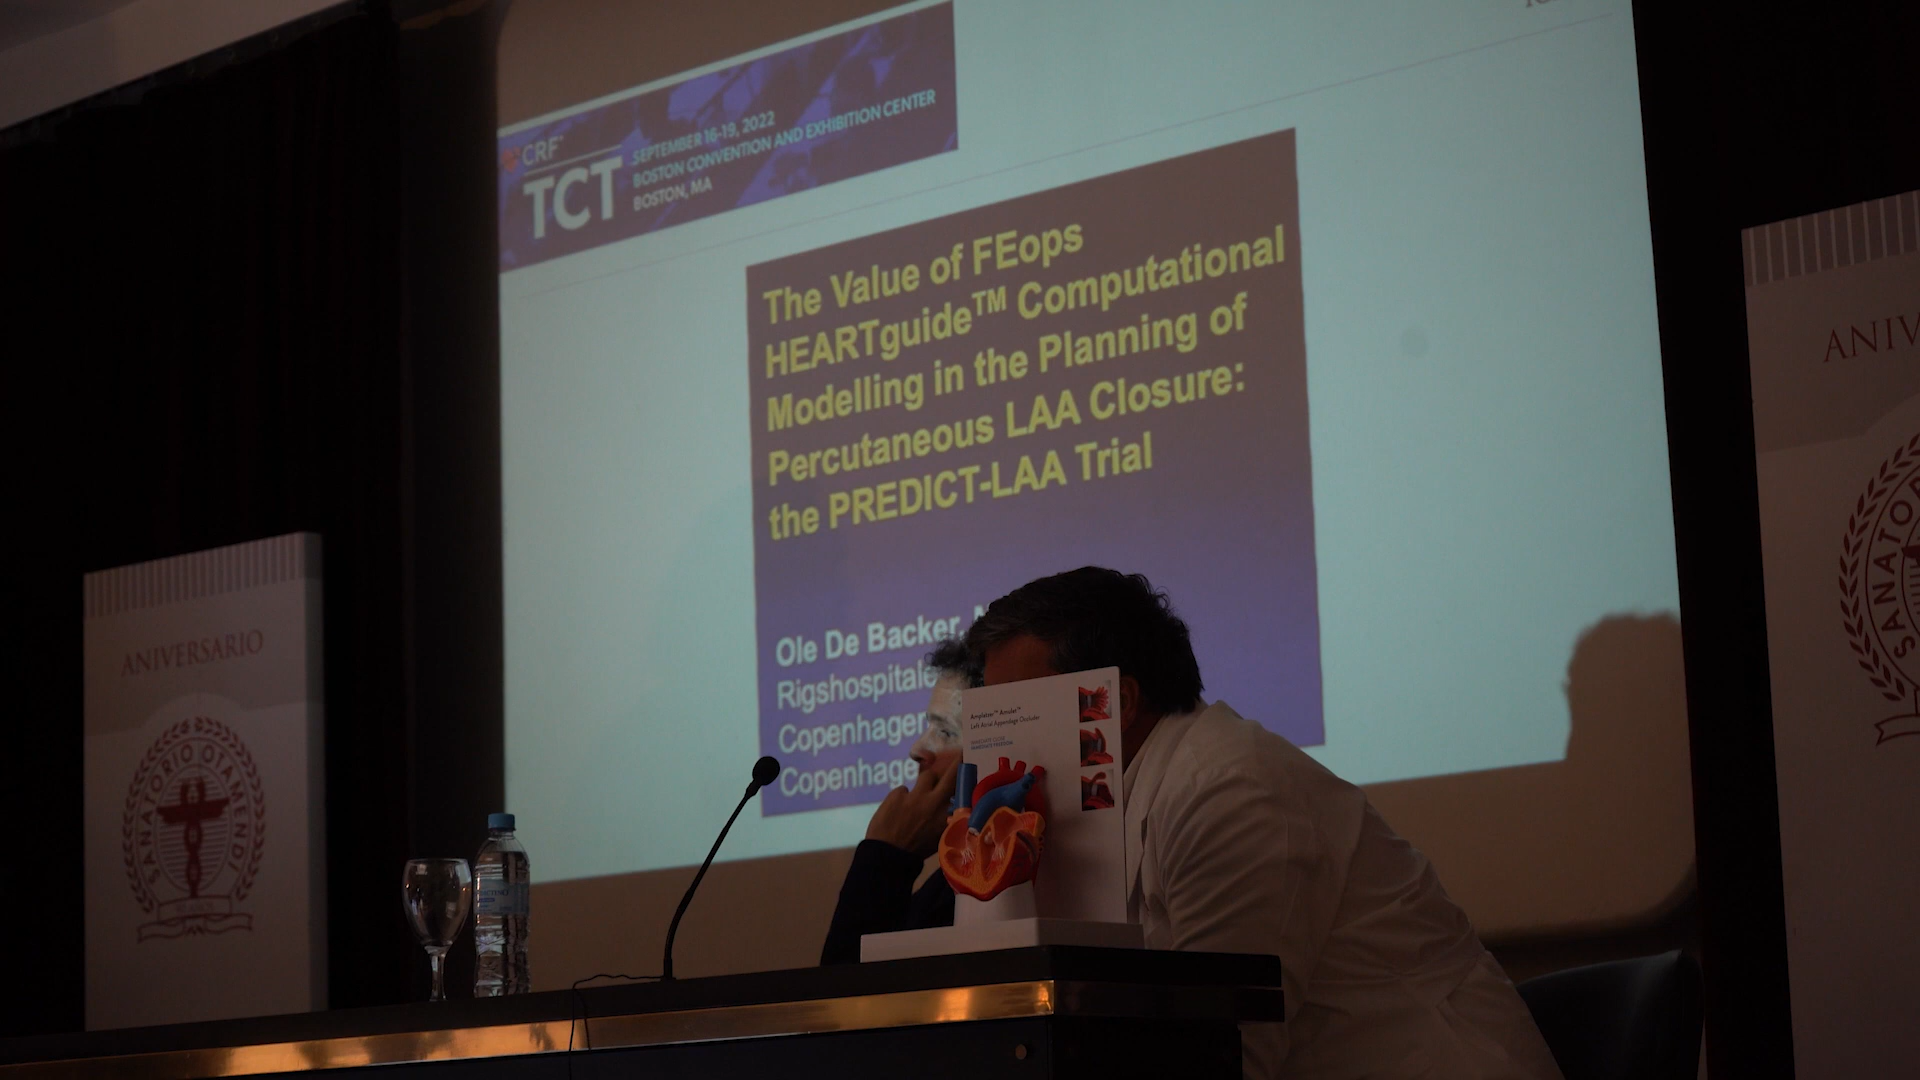 CRF
TCT
SEPTEMBER 16-19, 2022
BOSTON CONVENTION AND EXHIBITION CENTER
BOSTON, MA
The Value of FEops
HEARTguide™ Computational
Modelling in the Planning of
Percutaneous LAA Closure:
the PREDICT-LAA Trial
Ole De Backer,
Rigshospitale
Copenhagen
Copenhage
Amplatzer™ Amulet™
Left Atrial Appendage Occluder
ANIVERSARIO
SANATORIO OTAMENDI
ANIV
SANATOR